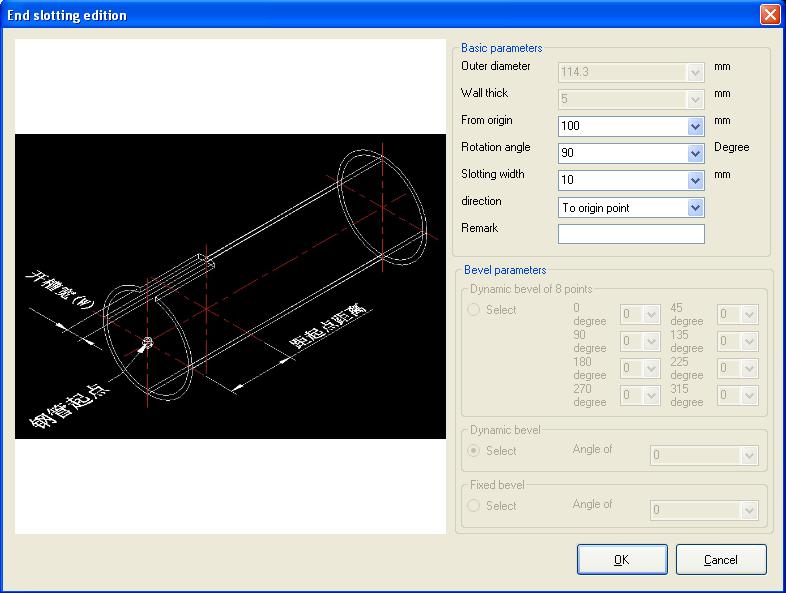 End slotting edition
开槽宽(W)
钢管起点
距起点距离
Basic parameters
Outer diameter 114.3 mm
Wall thick 5 mm
From origin 100 mm
Rotation angle 90 Degree
Slotting width 10 mm
direction To origin point
Remark
Bevel parameters
Dynamic bevel of 8 points
Select
0 degree 0 45 degree 0
90 degree 0 135 degree 0
180 degree 0 225 degree 0
270 degree 0 315 degree 0
Dynamic bevel
Select Angle of 0
Fixed bevel
Select Angle of 0
OK Cancel